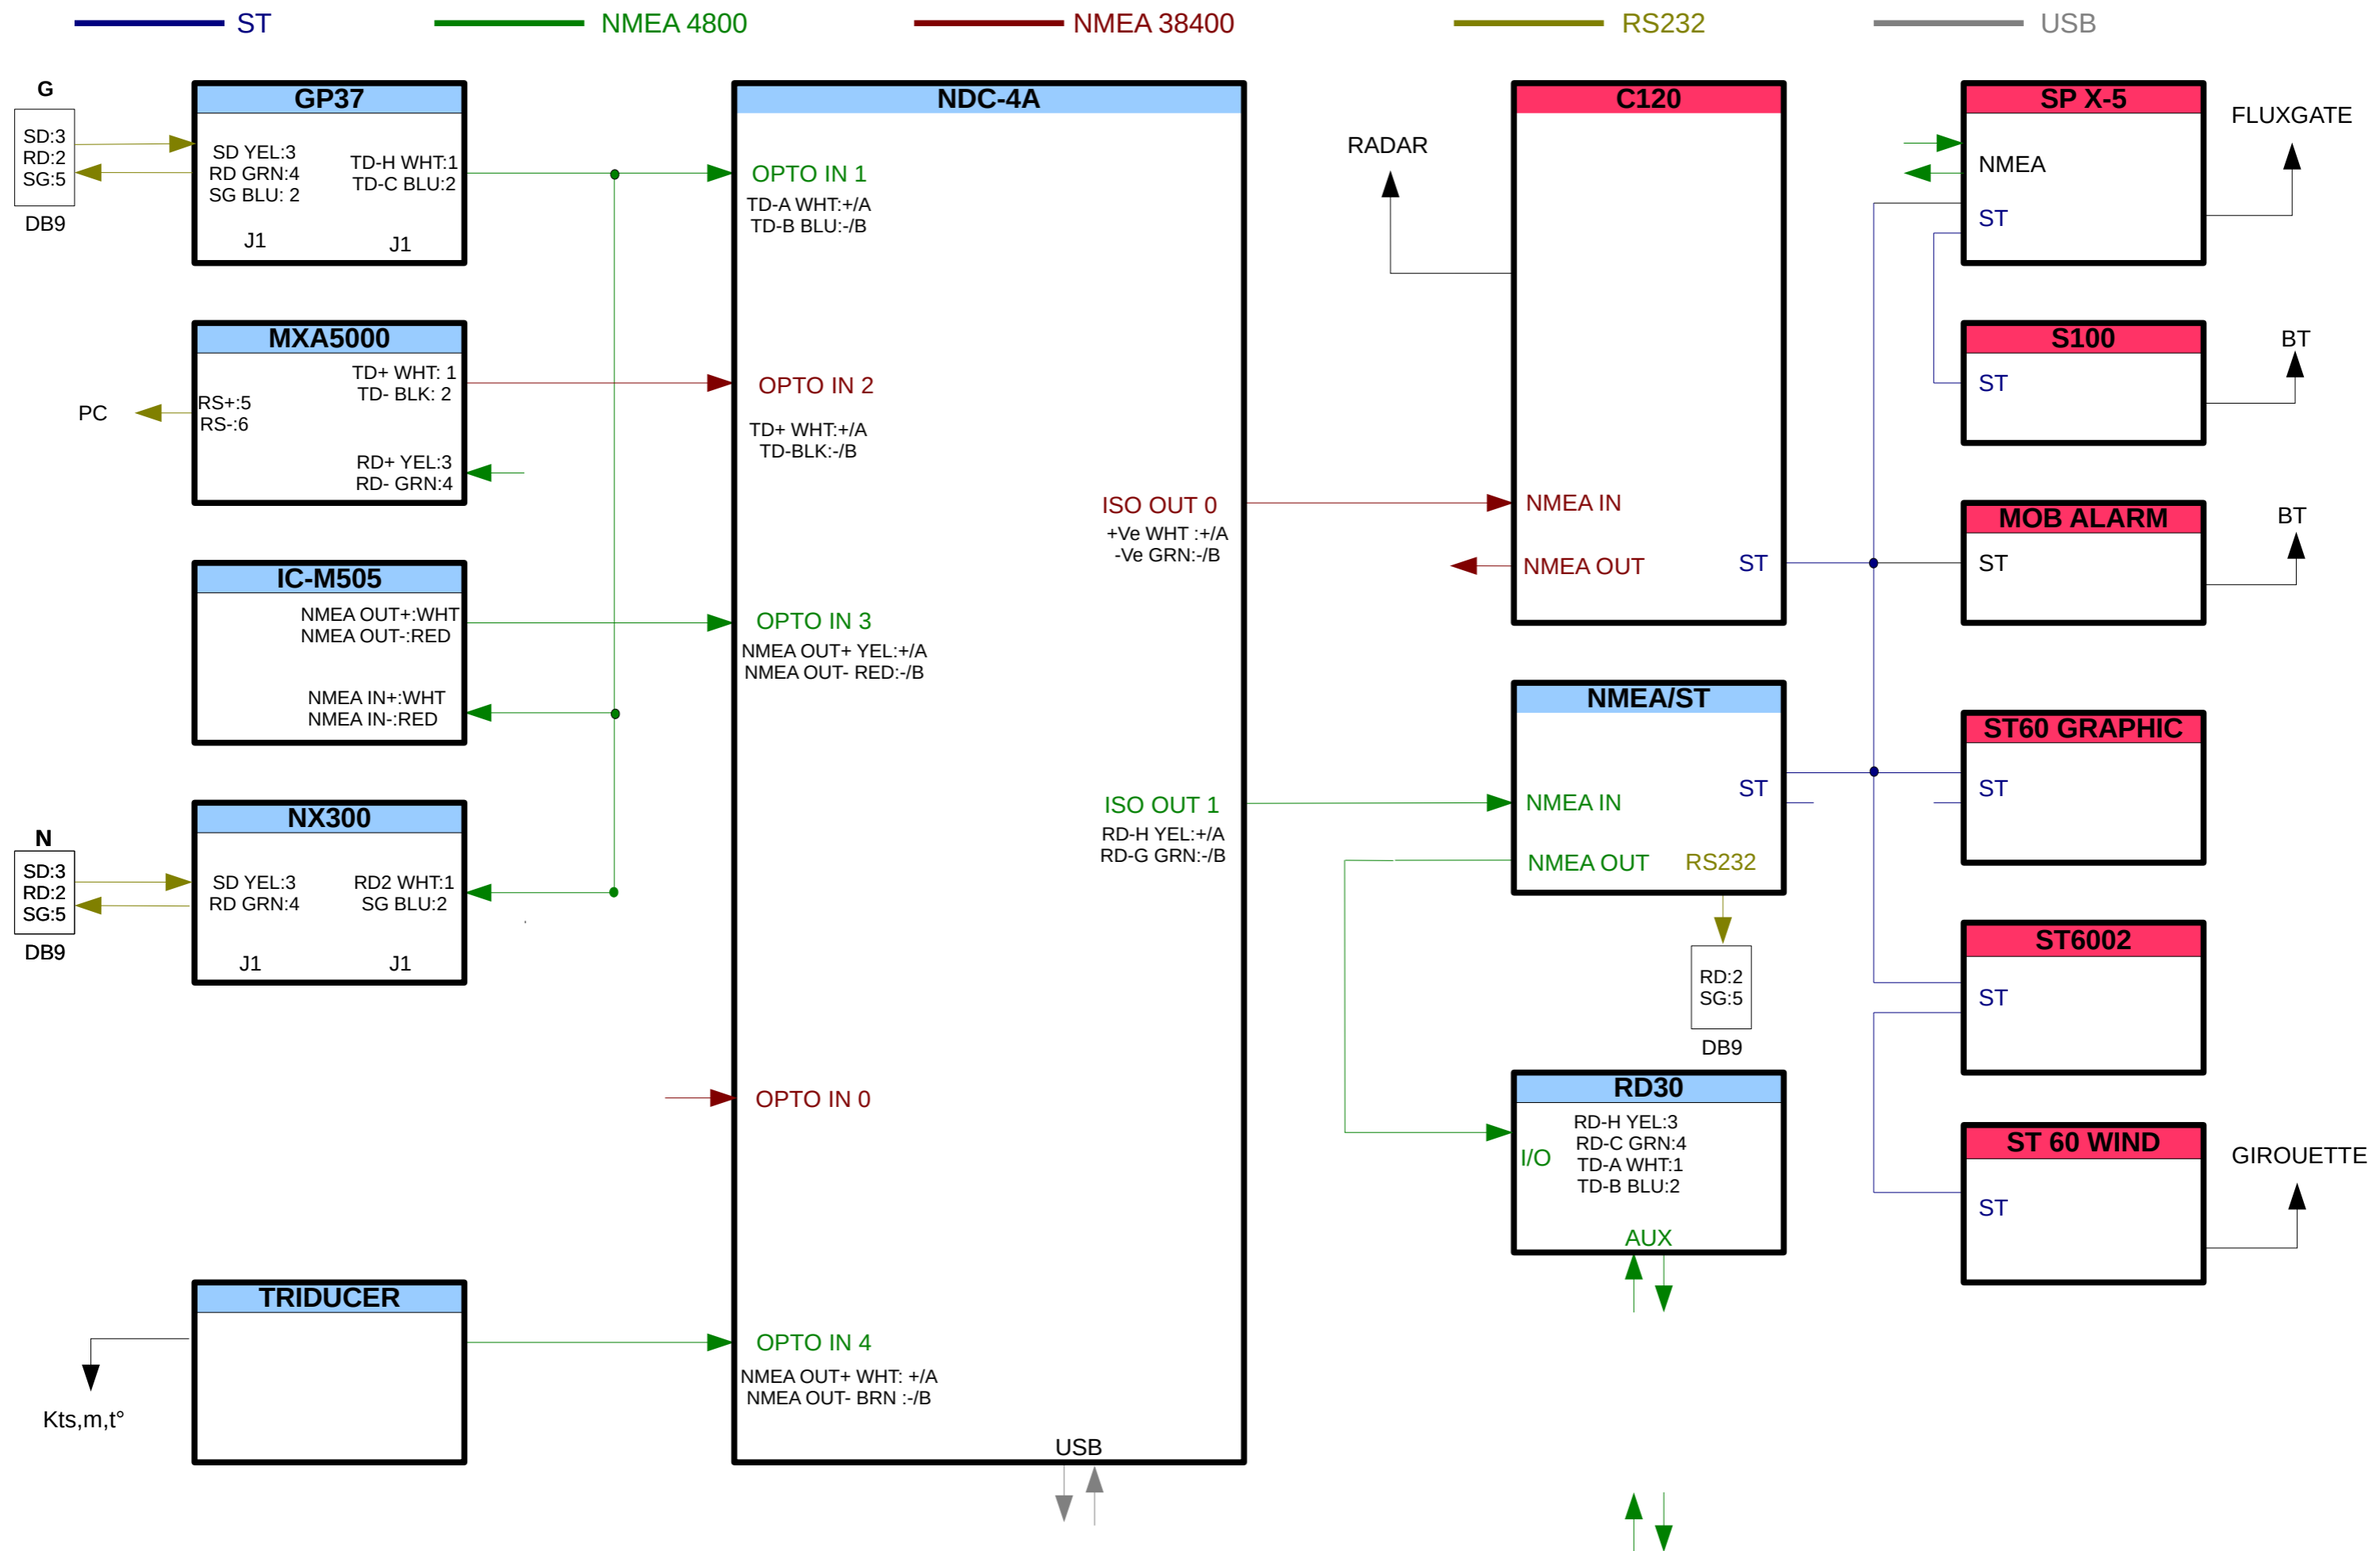 ST
NMEA 4800
NMEA 38400
RS232
USB
G
SD:3
RD:2
SG:5
DB9
GP37
SD YEL:3
RD GRN:4
SG BLU: 2
TD-H WHT:1
TD-C BLU:2
J1
J1
MXA5000
TD+ WHT: 1
TD- BLK: 2
RS+:5
RS-:6
PC
RD+ YEL:3
RD- GRN:4
IC-M505
NMEA OUT+:WHT
NMEA OUT-:RED
NMEA IN+:WHT
NMEA IN-:RED
N
SD:3
RD:2
SG:5
DB9
NX300
SD YEL:3
RD GRN:4
RD2 WHT:1
SG BLU:2
J1
J1
TRIDUCER
Kts,m,t°
NDC-4A
OPTO IN 1
TD-A WHT:+/A
TD-B BLU:-/B
OPTO IN 2
TD+ WHT:+/A
TD-BLK:-/B
ISO OUT 0
+Ve WHT :+/A
-Ve GRN:-/B
OPTO IN 3
NMEA OUT+ YEL:+/A
NMEA OUT- RED:-/B
ISO OUT 1
RD-H YEL:+/A
RD-G GRN:-/B
OPTO IN 0
OPTO IN 4
NMEA OUT+ WHT: +/A
NMEA OUT- BRN :-/B
USB
RADAR
C120
NMEA IN
NMEA OUT
ST
NMEA/ST
NMEA IN
ST
NMEA OUT
RS232
RD:2
SG:5
DB9
RD30
RD-H YEL:3
RD-C GRN:4
TD-A WHT:1
TD-B BLU:2
I/O
AUX
SP X-5
NMEA
ST
FLUXGATE
S100
ST
BT
MOB ALARM
ST
BT
ST60 GRAPHIC
ST
ST6002
ST
ST 60 WIND
ST
GIROUETTE